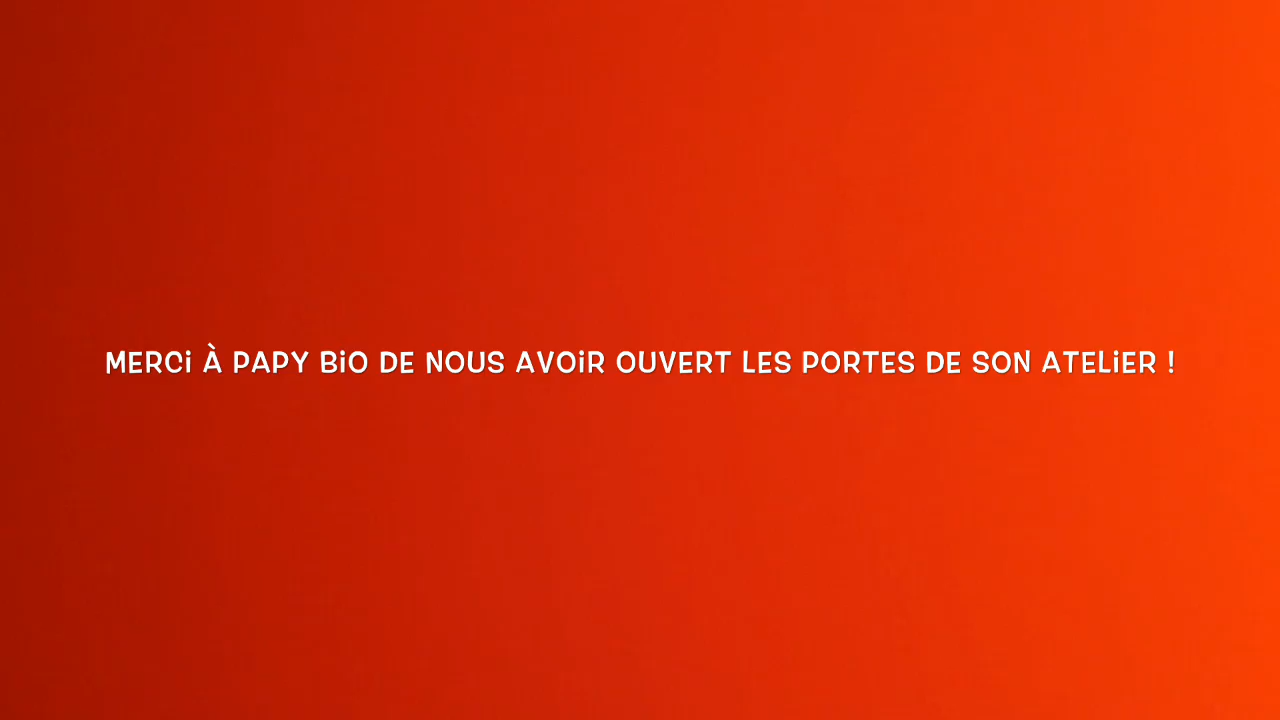 MERCi À PAPY BiO DE NOUS AVOiR OUVERT LES PORTES DE SON ATELiER !